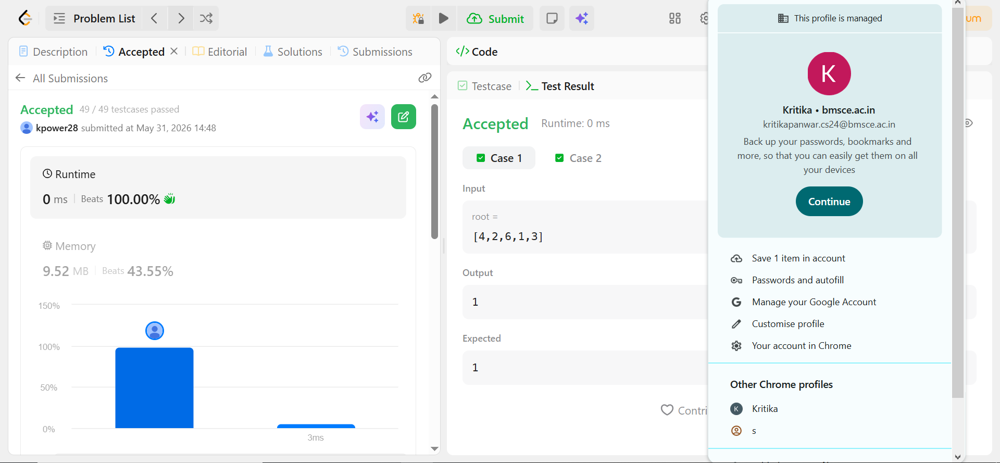 Problem List
Submit
um
Description
Accepted
Editorial
Solutions
Submissions
All Submissions
Accepted 49 / 49 testcases passed
kpower28 submitted at May 31, 2026 14:48
Runtime
0 ms Beats 100.00%
Memory
9.52 MB Beats 43.55%
150%
100%
50%
0%
3ms
</> Code
Testcase
Test Result
Accepted Runtime: 0 ms
Case 1
Case 2
Input
root =
[4,2,6,1,3]
Output
1
Expected
1
Contri
This profile is managed
K
Kritika • bmsce.ac.in
kritikapanwar.cs24@bmsce.ac.in
Back up your passwords, bookmarks and
more, so that you can easily get them on all
your devices
Continue
Save 1 item in account
Passwords and autofill
G Manage your Google Account
Customise profile
Your account in Chrome
Other Chrome profiles
K Kritika
s